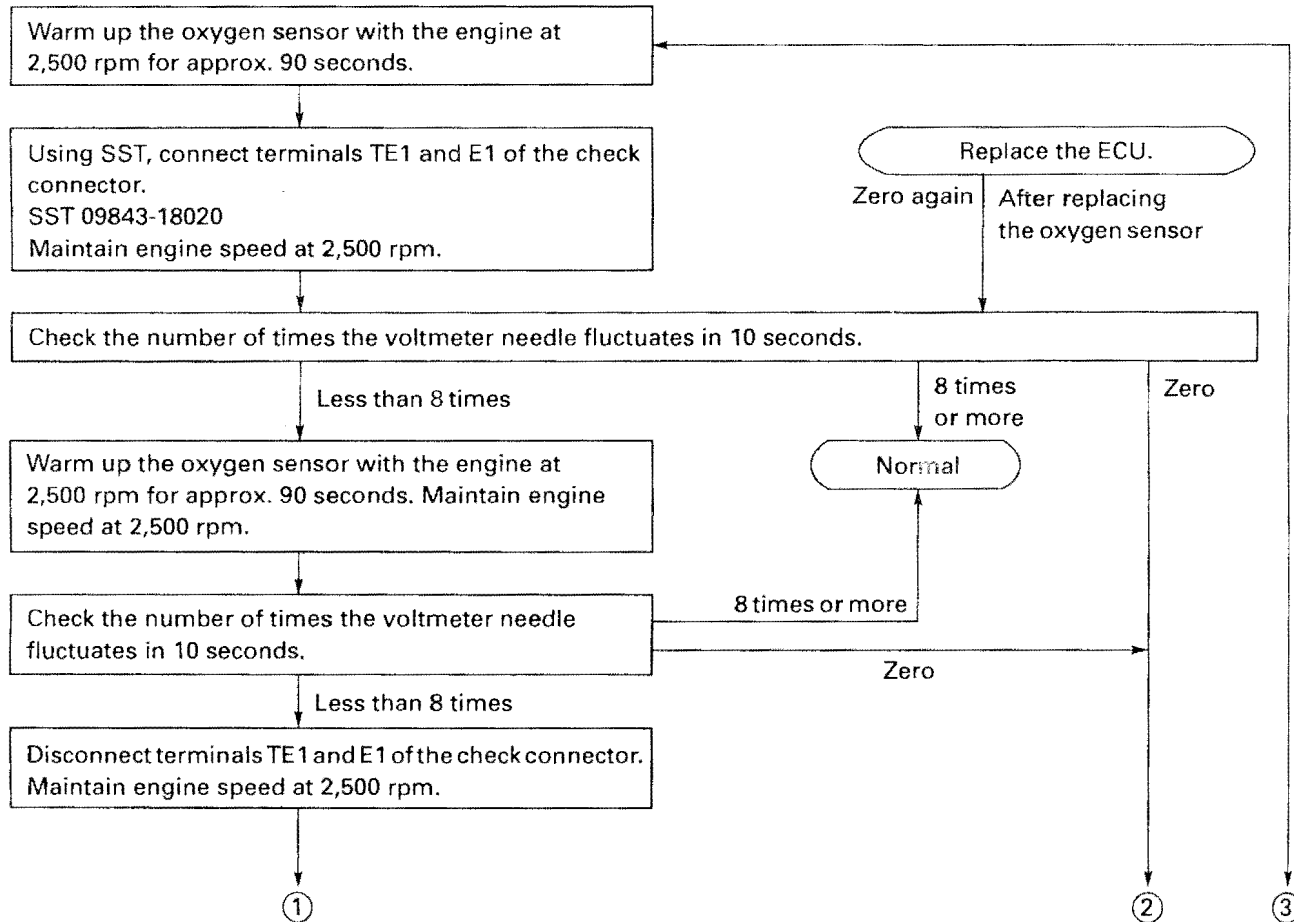 Warm up the oxygen sensor with the engine at
2,500 rpm for approx. 90 seconds.
Using SST, connect terminals TE1 and E1 of the check
connector.
SST 09843-18020
Maintain engine speed at 2,500 rpm.
Replace the ECU.
Zero again
After replacing
the oxygen sensor
Check the number of times the voltmeter needle fluctuates in 10 seconds.
Less than 8 times
8 times
or more
Zero
Warm up the oxygen sensor with the engine at
2,500 rpm for approx. 90 seconds. Maintain engine
speed at 2,500 rpm.
Normal
Check the number of times the voltmeter needle
fluctuates in 10 seconds.
8 times or more
Zero
Less than 8 times
Disconnect terminals TE1 and E1 of the check connector.
Maintain engine speed at 2,500 rpm.
1
2
3